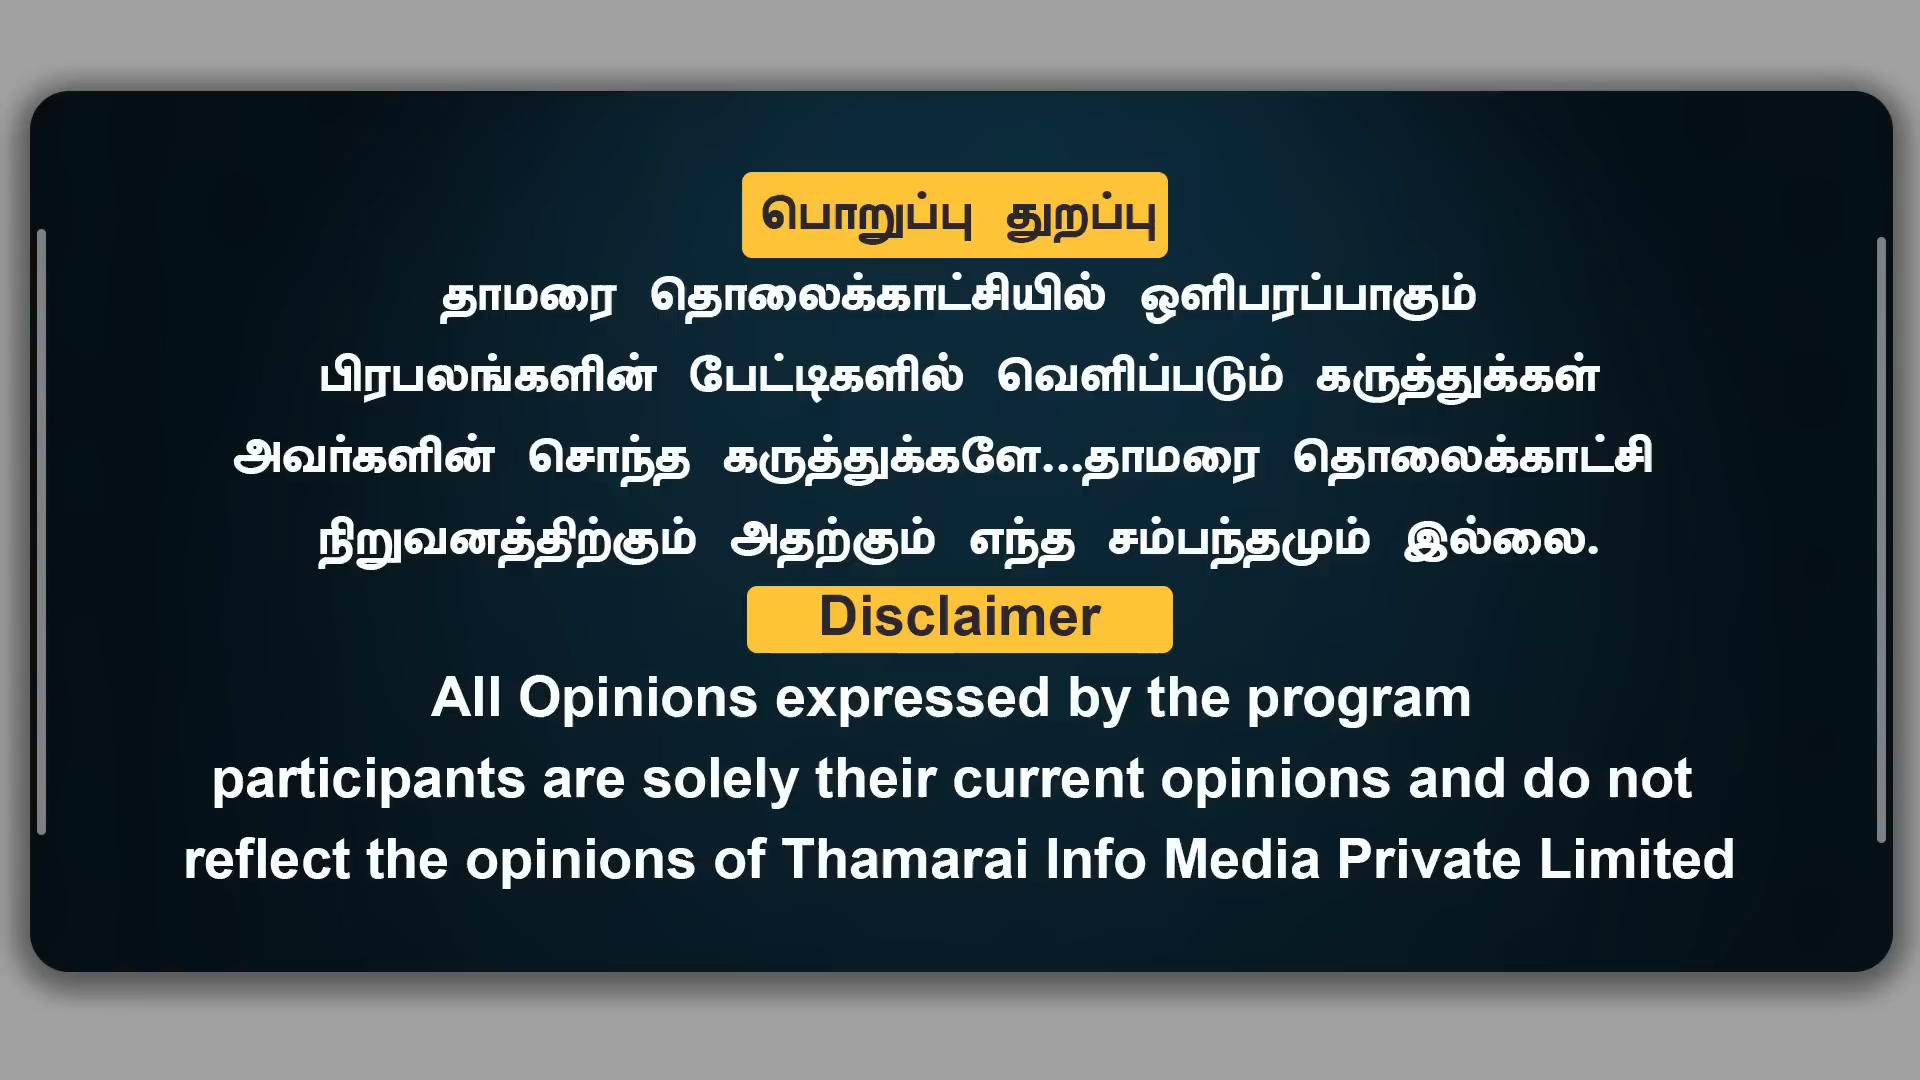 பொறுப்பு துறப்பு
தாமரை தொலைக்காட்சியில் ஒளிபரப்பாகும்
பிரபலங்களின் பேட்டிகளில் வெளிப்படும் கருத்துக்கள்
அவர்களின் சொந்த கருத்துக்களே...தாமரை தொலைக்காட்சி
நிறுவனத்திற்கும் அதற்கும் எந்த சம்பந்தமும் இல்லை.
Disclaimer
All Opinions expressed by the program
participants are solely their current opinions and do not
reflect the opinions of Thamarai Info Media Private Limited